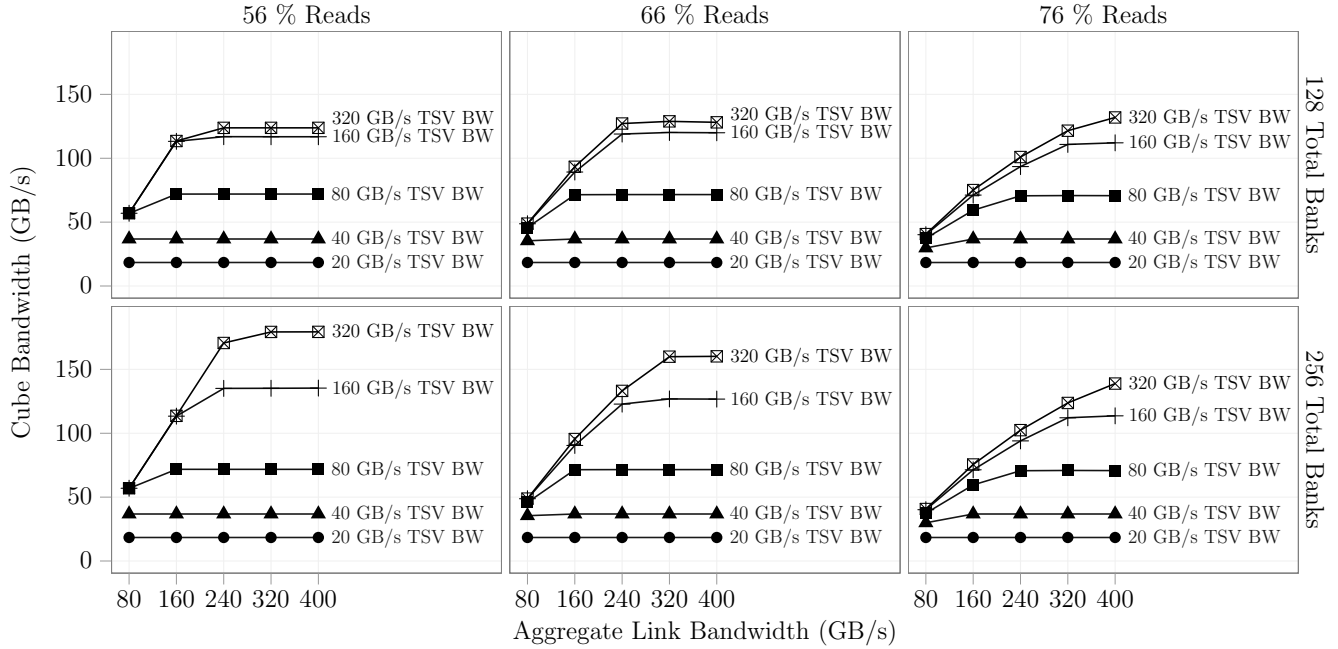 56 % Reads
66 % Reads
76 % Reads
Cube Bandwidth (GB/s)
150
100
50
0
320 GB/s TSV BW
160 GB/s TSV BW
80 GB/s TSV BW
40 GB/s TSV BW
20 GB/s TSV BW
320 GB/s TSV BW
160 GB/s TSV BW
80 GB/s TSV BW
40 GB/s TSV BW
20 GB/s TSV BW
320 GB/s TSV BW
160 GB/s TSV BW
80 GB/s TSV BW
40 GB/s TSV BW
20 GB/s TSV BW
128 Total Banks
150
100
50
0
320 GB/s TSV BW
160 GB/s TSV BW
80 GB/s TSV BW
40 GB/s TSV BW
20 GB/s TSV BW
320 GB/s TSV BW
160 GB/s TSV BW
80 GB/s TSV BW
40 GB/s TSV BW
20 GB/s TSV BW
320 GB/s TSV BW
160 GB/s TSV BW
80 GB/s TSV BW
40 GB/s TSV BW
20 GB/s TSV BW
256 Total Banks
80 160 240 320 400
80 160 240 320 400
80 160 240 320 400
Aggregate Link Bandwidth (GB/s)